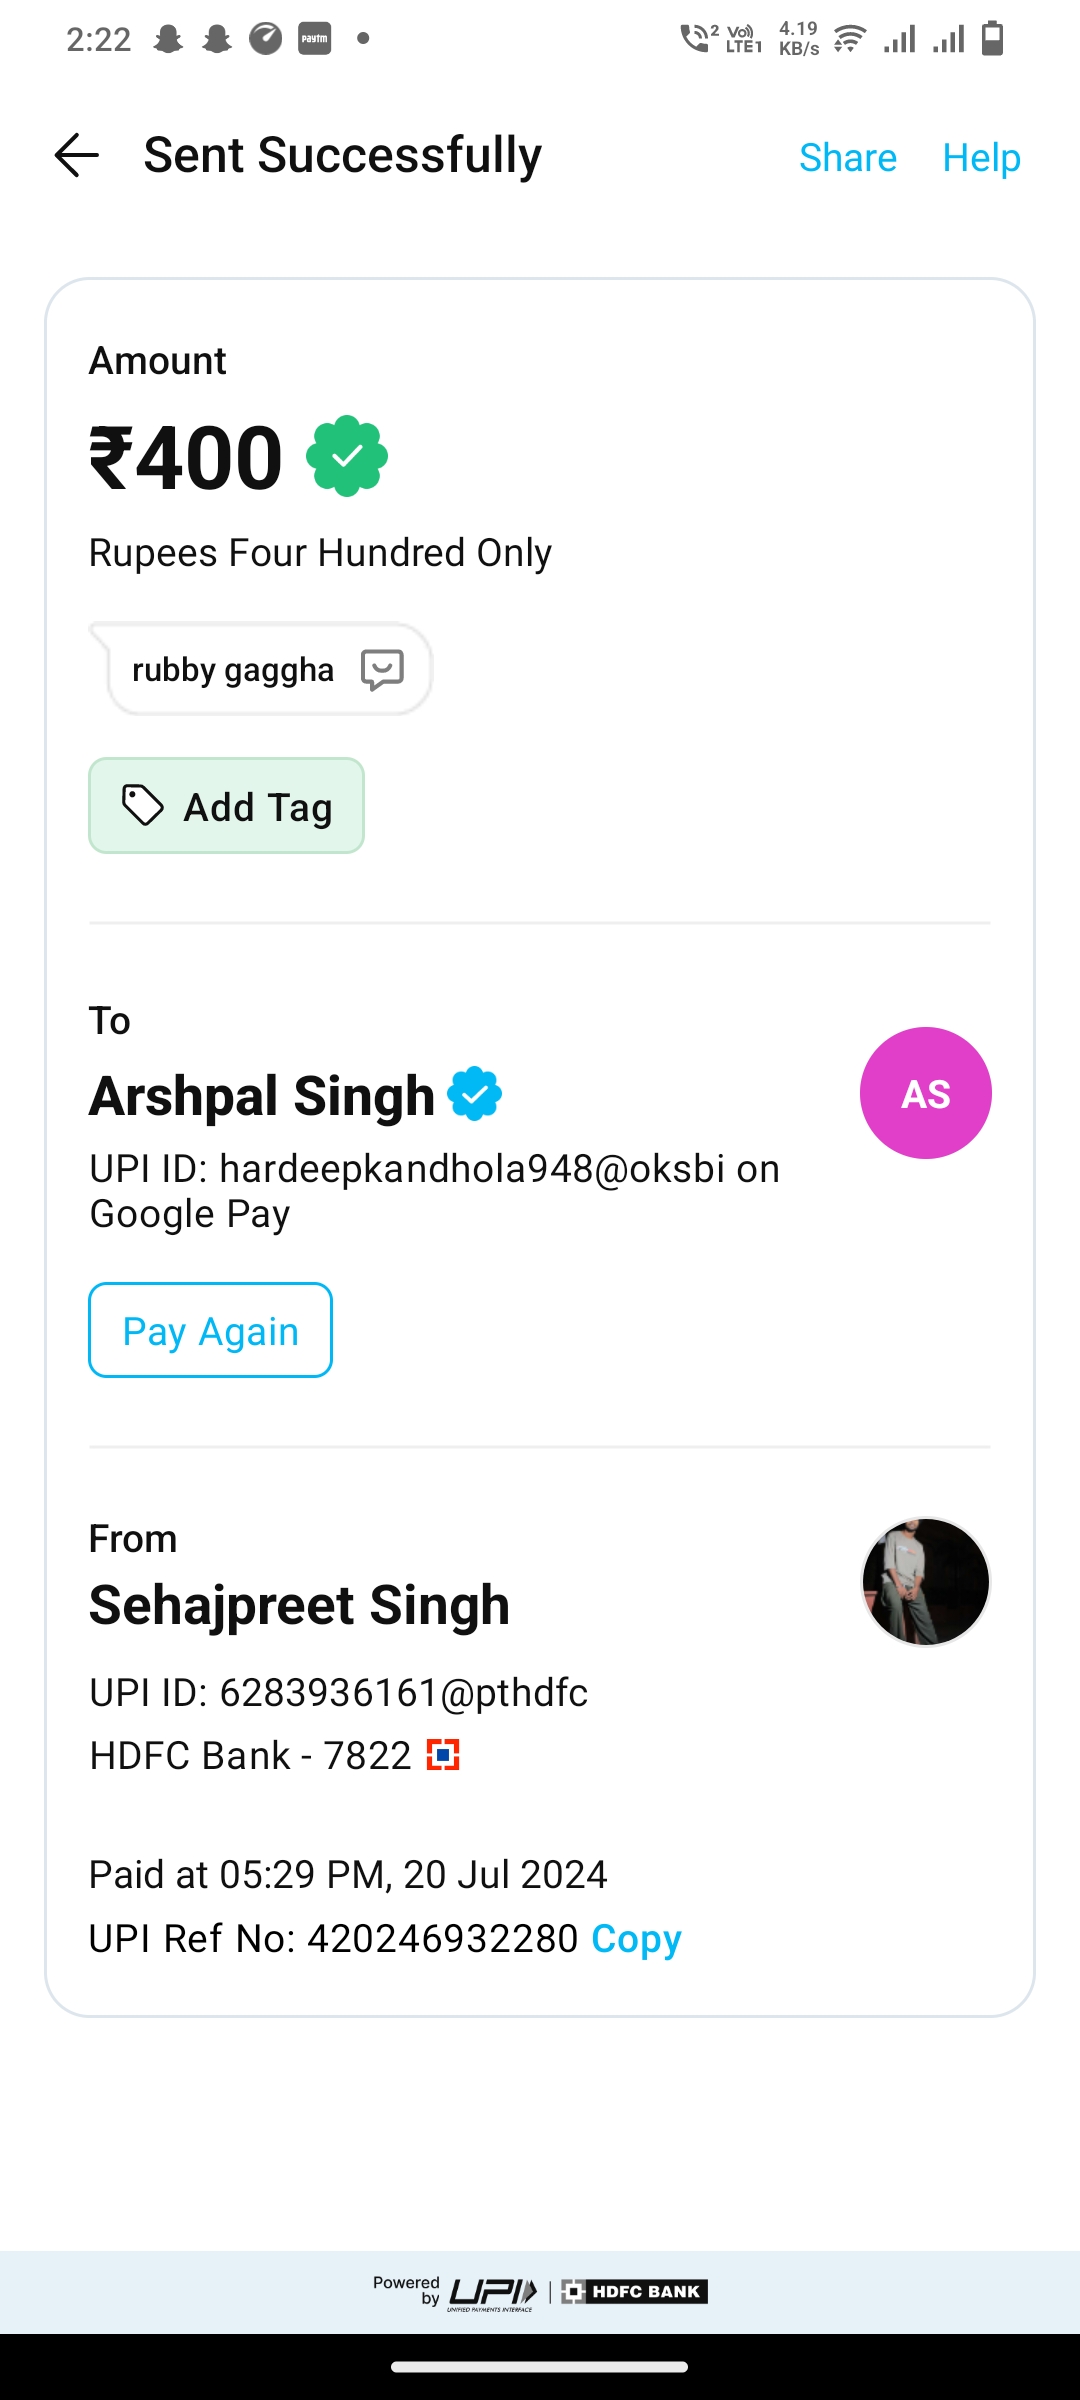 2:22 paytm 2 Vo) LTE1 4.19 KB/s
Sent Successfully Share Help
Amount
₹400
Rupees Four Hundred Only
rubby gaggha
Add Tag
To
Arshpal Singh
AS
UPI ID: hardeepkandhola948@oksbi on
Google Pay
Pay Again
From
Sehajpreet Singh
UPI ID: 6283936161@pthdfc
HDFC Bank - 7822
Paid at 05:29 PM, 20 Jul 2024
UPI Ref No: 420246932280 Copy
Powered by UPI UNIFIED PAYMENTS INTERFACE | HDFC BANK